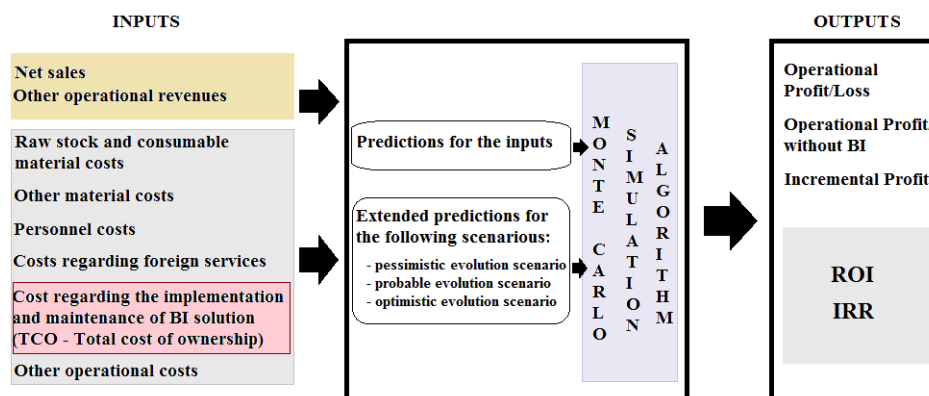 INPUTS
Net sales
Other operational revenues
Raw stock and consumable
material costs
Other material costs
Personnel costs
Costs regarding foreign services
Cost regarding the implementation
and maintenance of BI solution
(TCO - Total cost of ownership)
Other operational costs
Predictions for the inputs
Extended predictions for
the following scenarious:
- pessimistic evolution scenario
- probable evolution scenario
- optimistic evolution scenario
MONTE CARLO
SIMULATION
ALGORITHM
OUTPUTS
Operational
Profit/Loss
Operational Profit/
without BI
Incremental Profit
ROI
IRR